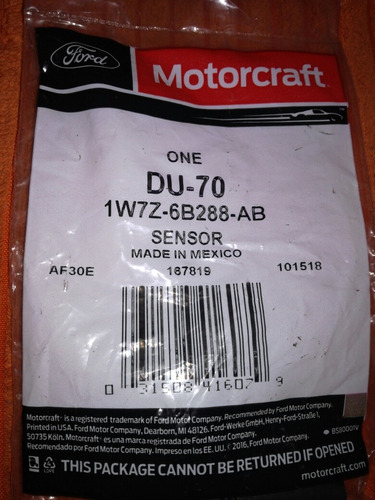 Ford
Motorcraft
ONE
DU-70
1W7Z-6B288-AB
SENSOR
MADE IN MEXICO
AF30E 167819 101518
0 31508 41607 9
Motorcraft® is a registered trademark of Ford Motor Company. Recommended by Ford Motor Company.
Printed in USA. Ford Motor Company, Dearborn, MI 48126. Ford-Werke GmbH, Henry-Ford-Straße 1,
50735 Köln. Motorcraft® es una marca registrada de Ford Motor Company.
Recomendado por Ford Motor Company. Impreso en los EE. UU. © 2016, Ford Motor Company.
THIS PACKAGE CANNOT BE RETURNED IF OPENED
motorcraft.com